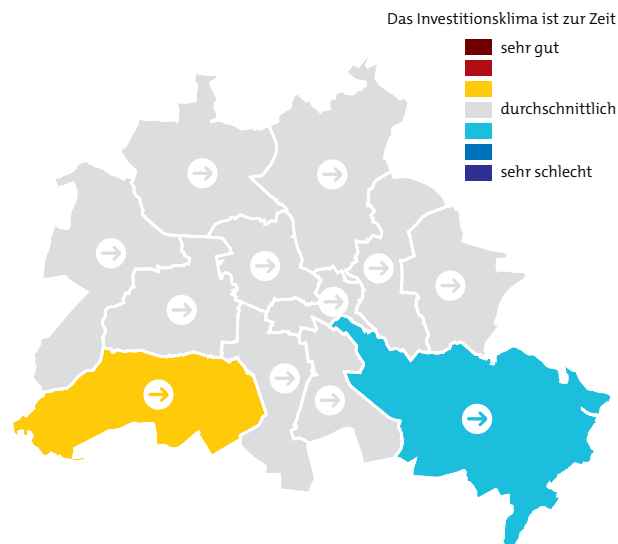 Das Investitionsklima ist zur Zeit
sehr gut
durchschnittlich
sehr schlecht